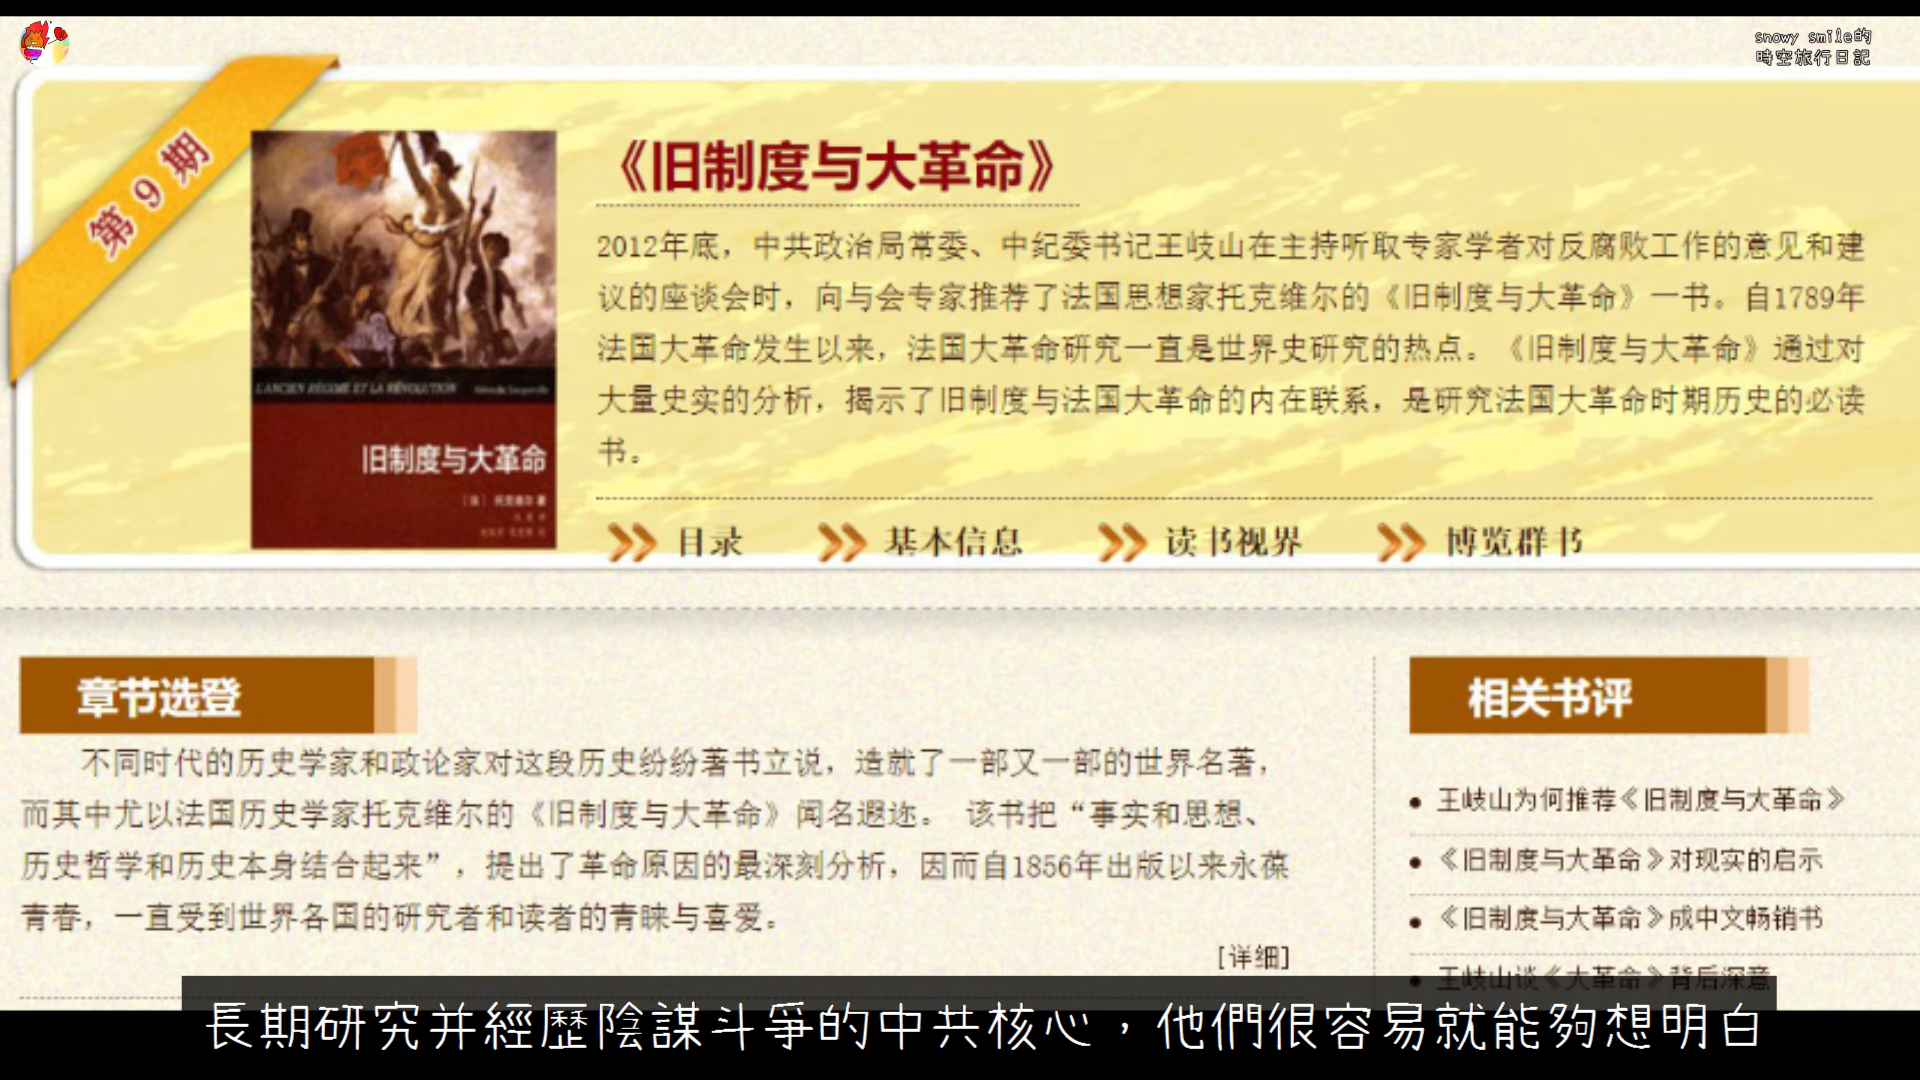 snowy smile的
時空旅行日記
第9期
《旧制度与大革命》
2012年底，中共政治局常委、中纪委书记王岐山在主持听取专家学者对反腐败工作的意见和建
议的座谈会时，向与会专家推荐了法国思想家托克维尔的《旧制度与大革命》一书。自1789年
法国大革命发生以来，法国大革命研究一直是世界史研究的热点。《旧制度与大革命》通过对
大量史实的分析，揭示了旧制度与法国大革命的内在联系，是研究法国大革命时期历史的必读
书。
L'ANCIEN RÉGIME ET LA RÉVOLUTION
旧制度与大革命
目录 基本信息 读书视界 博览群书
章节选登
不同时代的历史学家和政论家对这段历史纷纷著书立说，造就了一部又一部的世界名著，
而其中尤以法国历史学家托克维尔的《旧制度与大革命》闻名遐迩。 该书把“事实和思想、
历史哲学和历史本身结合起来”，提出了革命原因的最深刻分析，因而自1856年出版以来永葆
青春，一直受到世界各国的研究者和读者的青睐与喜爱。
[详细]
相关书评
王岐山为何推荐《旧制度与大革命》
《旧制度与大革命》对现实的启示
《旧制度与大革命》成中文畅销书
王岐山谈《大革命》背后深意
長期研究并經歷陰謀斗爭的中共核心，他們很容易就能夠想明白